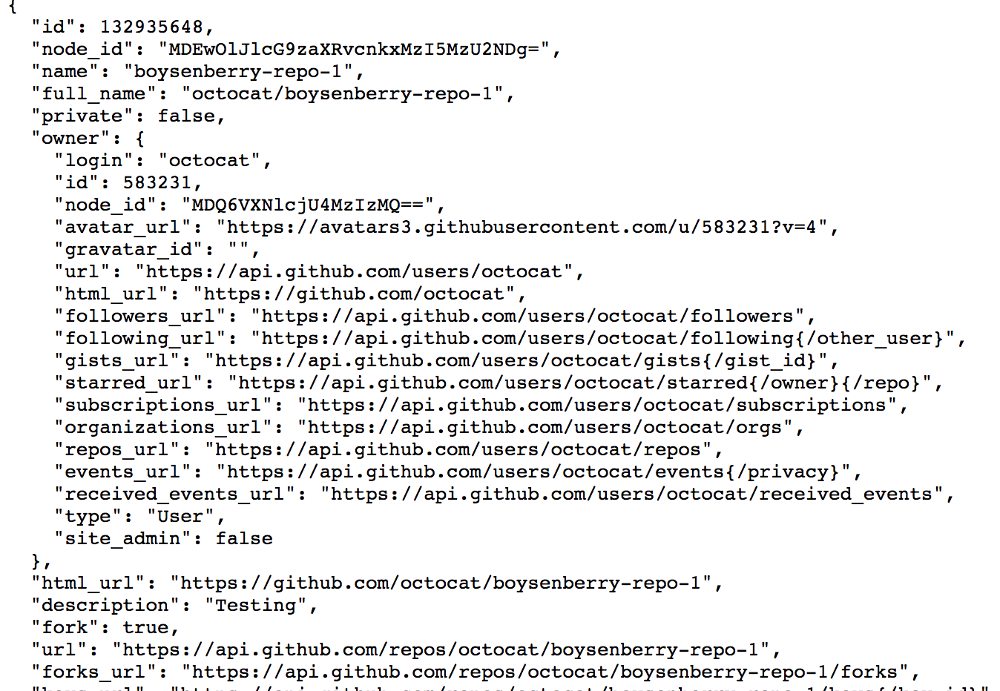 {
"id": 132935648,
"node_id": "MDEwOlJlcG9zaXRvcnkxMzI5MzU2NDg=",
"name": "boysenberry-repo-1",
"full_name": "octocat/boysenberry-repo-1",
"private": false,
"owner": {
"login": "octocat",
"id": 583231,
"node_id": "MDQ6VXNlcjU4MzIzMQ==",
"avatar_url": "https://avatars3.githubusercontent.com/u/583231?v=4",
"gravatar_id": "",
"url": "https://api.github.com/users/octocat",
"html_url": "https://github.com/octocat",
"followers_url": "https://api.github.com/users/octocat/followers",
"following_url": "https://api.github.com/users/octocat/following{/other_user}",
"gists_url": "https://api.github.com/users/octocat/gists{/gist_id}",
"starred_url": "https://api.github.com/users/octocat/starred{/owner}{/repo}",
"subscriptions_url": "https://api.github.com/users/octocat/subscriptions",
"organizations_url": "https://api.github.com/users/octocat/orgs",
"repos_url": "https://api.github.com/users/octocat/repos",
"events_url": "https://api.github.com/users/octocat/events{/privacy}",
"received_events_url": "https://api.github.com/users/octocat/received_events",
"type": "User",
"site_admin": false
},
"html_url": "https://github.com/octocat/boysenberry-repo-1",
"description": "Testing",
"fork": true,
"url": "https://api.github.com/repos/octocat/boysenberry-repo-1",
"forks_url": "https://api.github.com/repos/octocat/boysenberry-repo-1/forks",